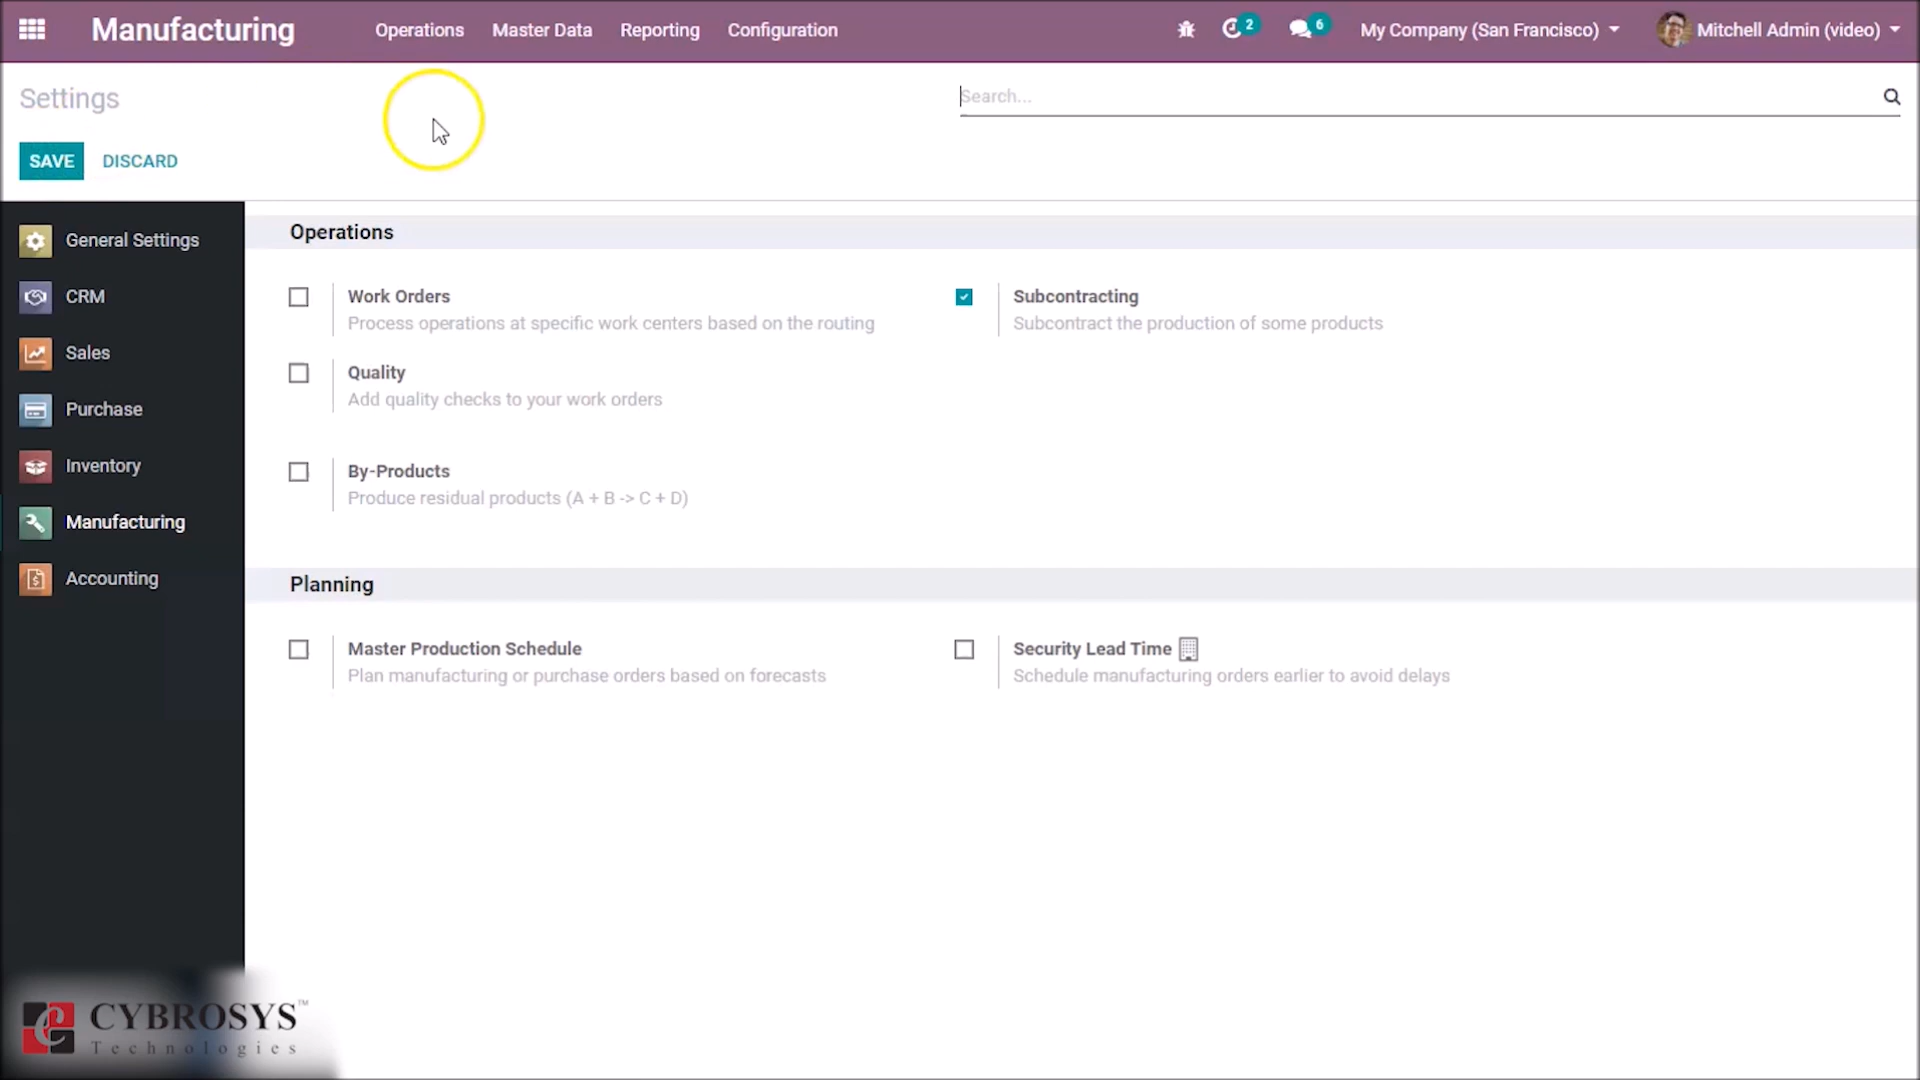 Manufacturing Operations Master Data Reporting Configuration 2 6 My Company (San Francisco) Mitchell Admin (video)
Settings
Search...
SAVE DISCARD
General Settings
CRM
Sales
Purchase
Inventory
Manufacturing
Accounting
Operations
Work Orders
Process operations at specific work centers based on the routing
Subcontracting
Subcontract the production of some products
Quality
Add quality checks to your work orders
By-Products
Produce residual products (A + B -> C + D)
Planning
Master Production Schedule
Plan manufacturing or purchase orders based on forecasts
Security Lead Time
Schedule manufacturing orders earlier to avoid delays
CYBROSYS™
Technologies